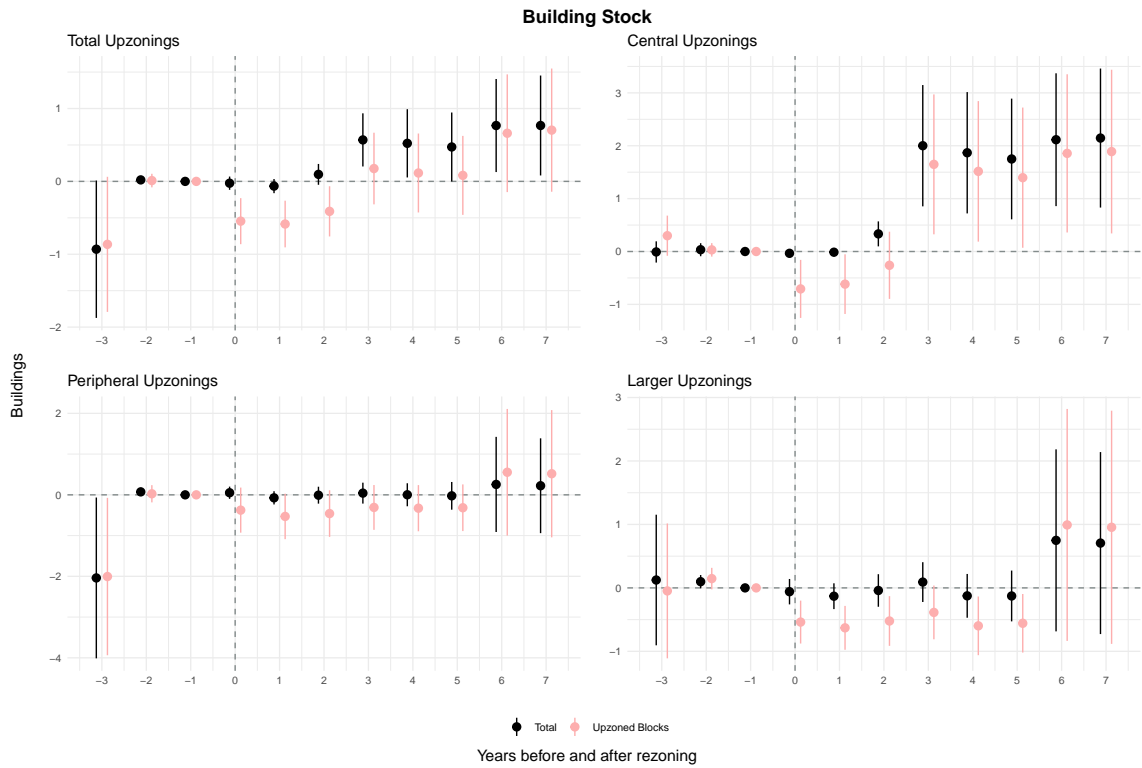 Building Stock
Total Upzonings
1
0
−1
−2
−3 −2 −1 0 1 2 3 4 5 6 7
Central Upzonings
3
2
1
0
−1
−3 −2 −1 0 1 2 3 4 5 6 7
Buildings
Peripheral Upzonings
2
0
−2
−4
−3 −2 −1 0 1 2 3 4 5 6 7
Larger Upzonings
3
2
1
0
−1
−3 −2 −1 0 1 2 3 4 5 6 7
Total Upzoned Blocks
Years before and after rezoning